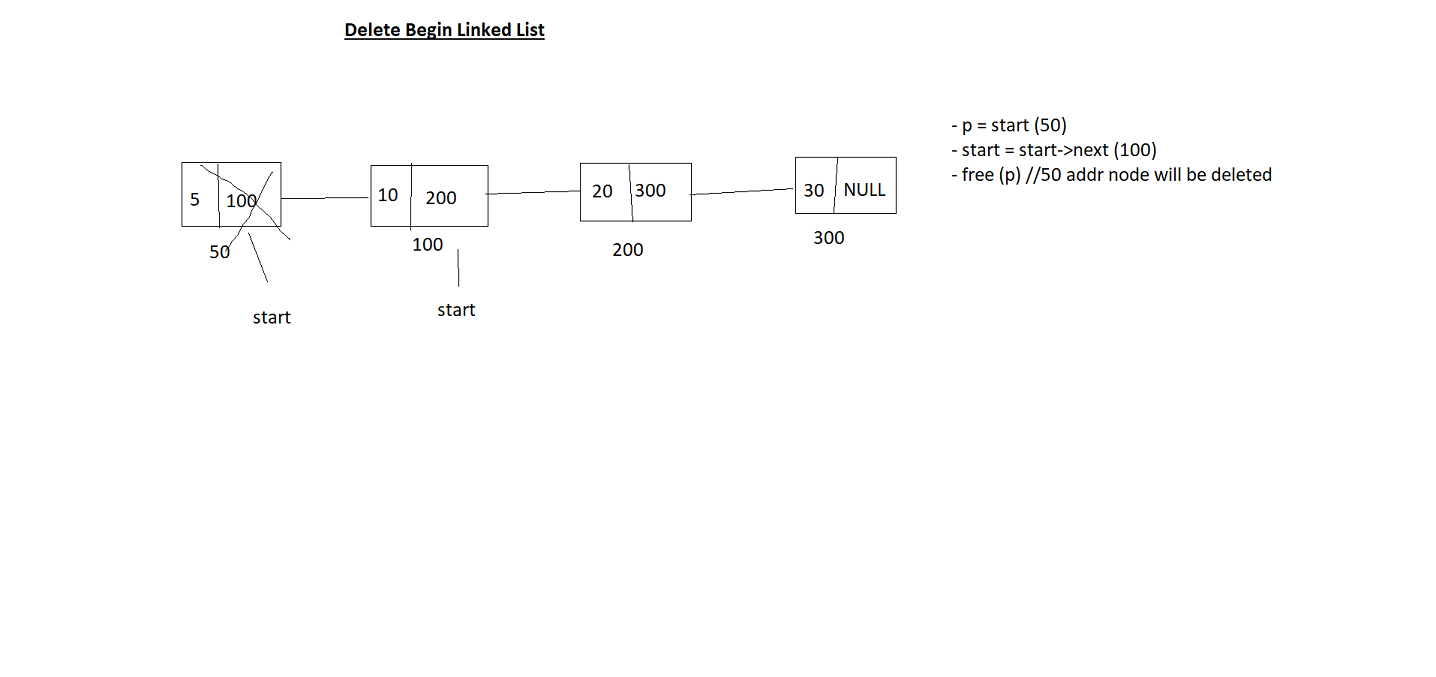 Delete Begin Linked List
- p = start (50)
- start = start->next (100)
- free (p) //50 addr node will be deleted
5 100 10 200 20 300 30 NULL
50 100 200 300
start start